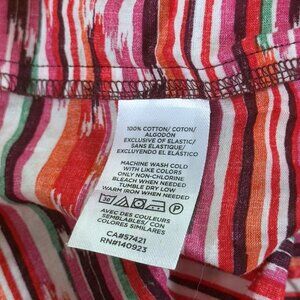 100% COTTON/ COTON/
ALGODÓN
EXCLUSIVE OF ELASTIC/
SANS ÉLASTIQUE/
EXCLUYENDO EL ELÁSTICO
MACHINE WASH COLD
WITH LIKE COLORS
ONLY NON-CHLORINE
BLEACH WHEN NEEDED
TUMBLE DRY LOW
WARM IRON WHEN NEEDED
30 P
AVEC DES COULEURS
SEMBLABLES/ CON
COLORES SIMILARES
CA#57421
RN#140923